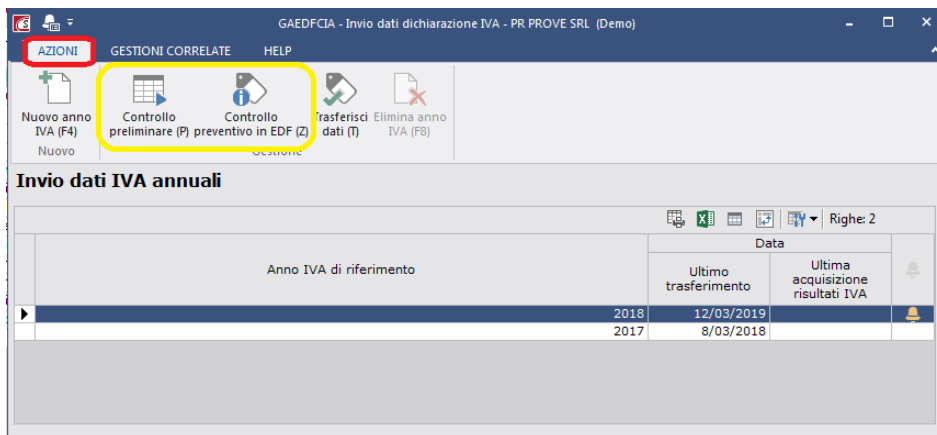 GAEDFCIA - Invio dati dichiarazione IVA - PR PROVE SRL (Demo)
AZIONI GESTIONI CORRELATE HELP
Nuovo anno IVA (F4)
Controllo preliminare (P)
Controllo preventivo in EDF (Z)
Trasferisci dati (T)
Elimina anno IVA (F8)
Nuovo Gestione
Invio dati IVA annuali
Righe: 2
Data
Anno IVA di riferimento
Ultimo trasferimento
Ultima acquisizione risultati IVA
2018 12/03/2019
2017 8/03/2018